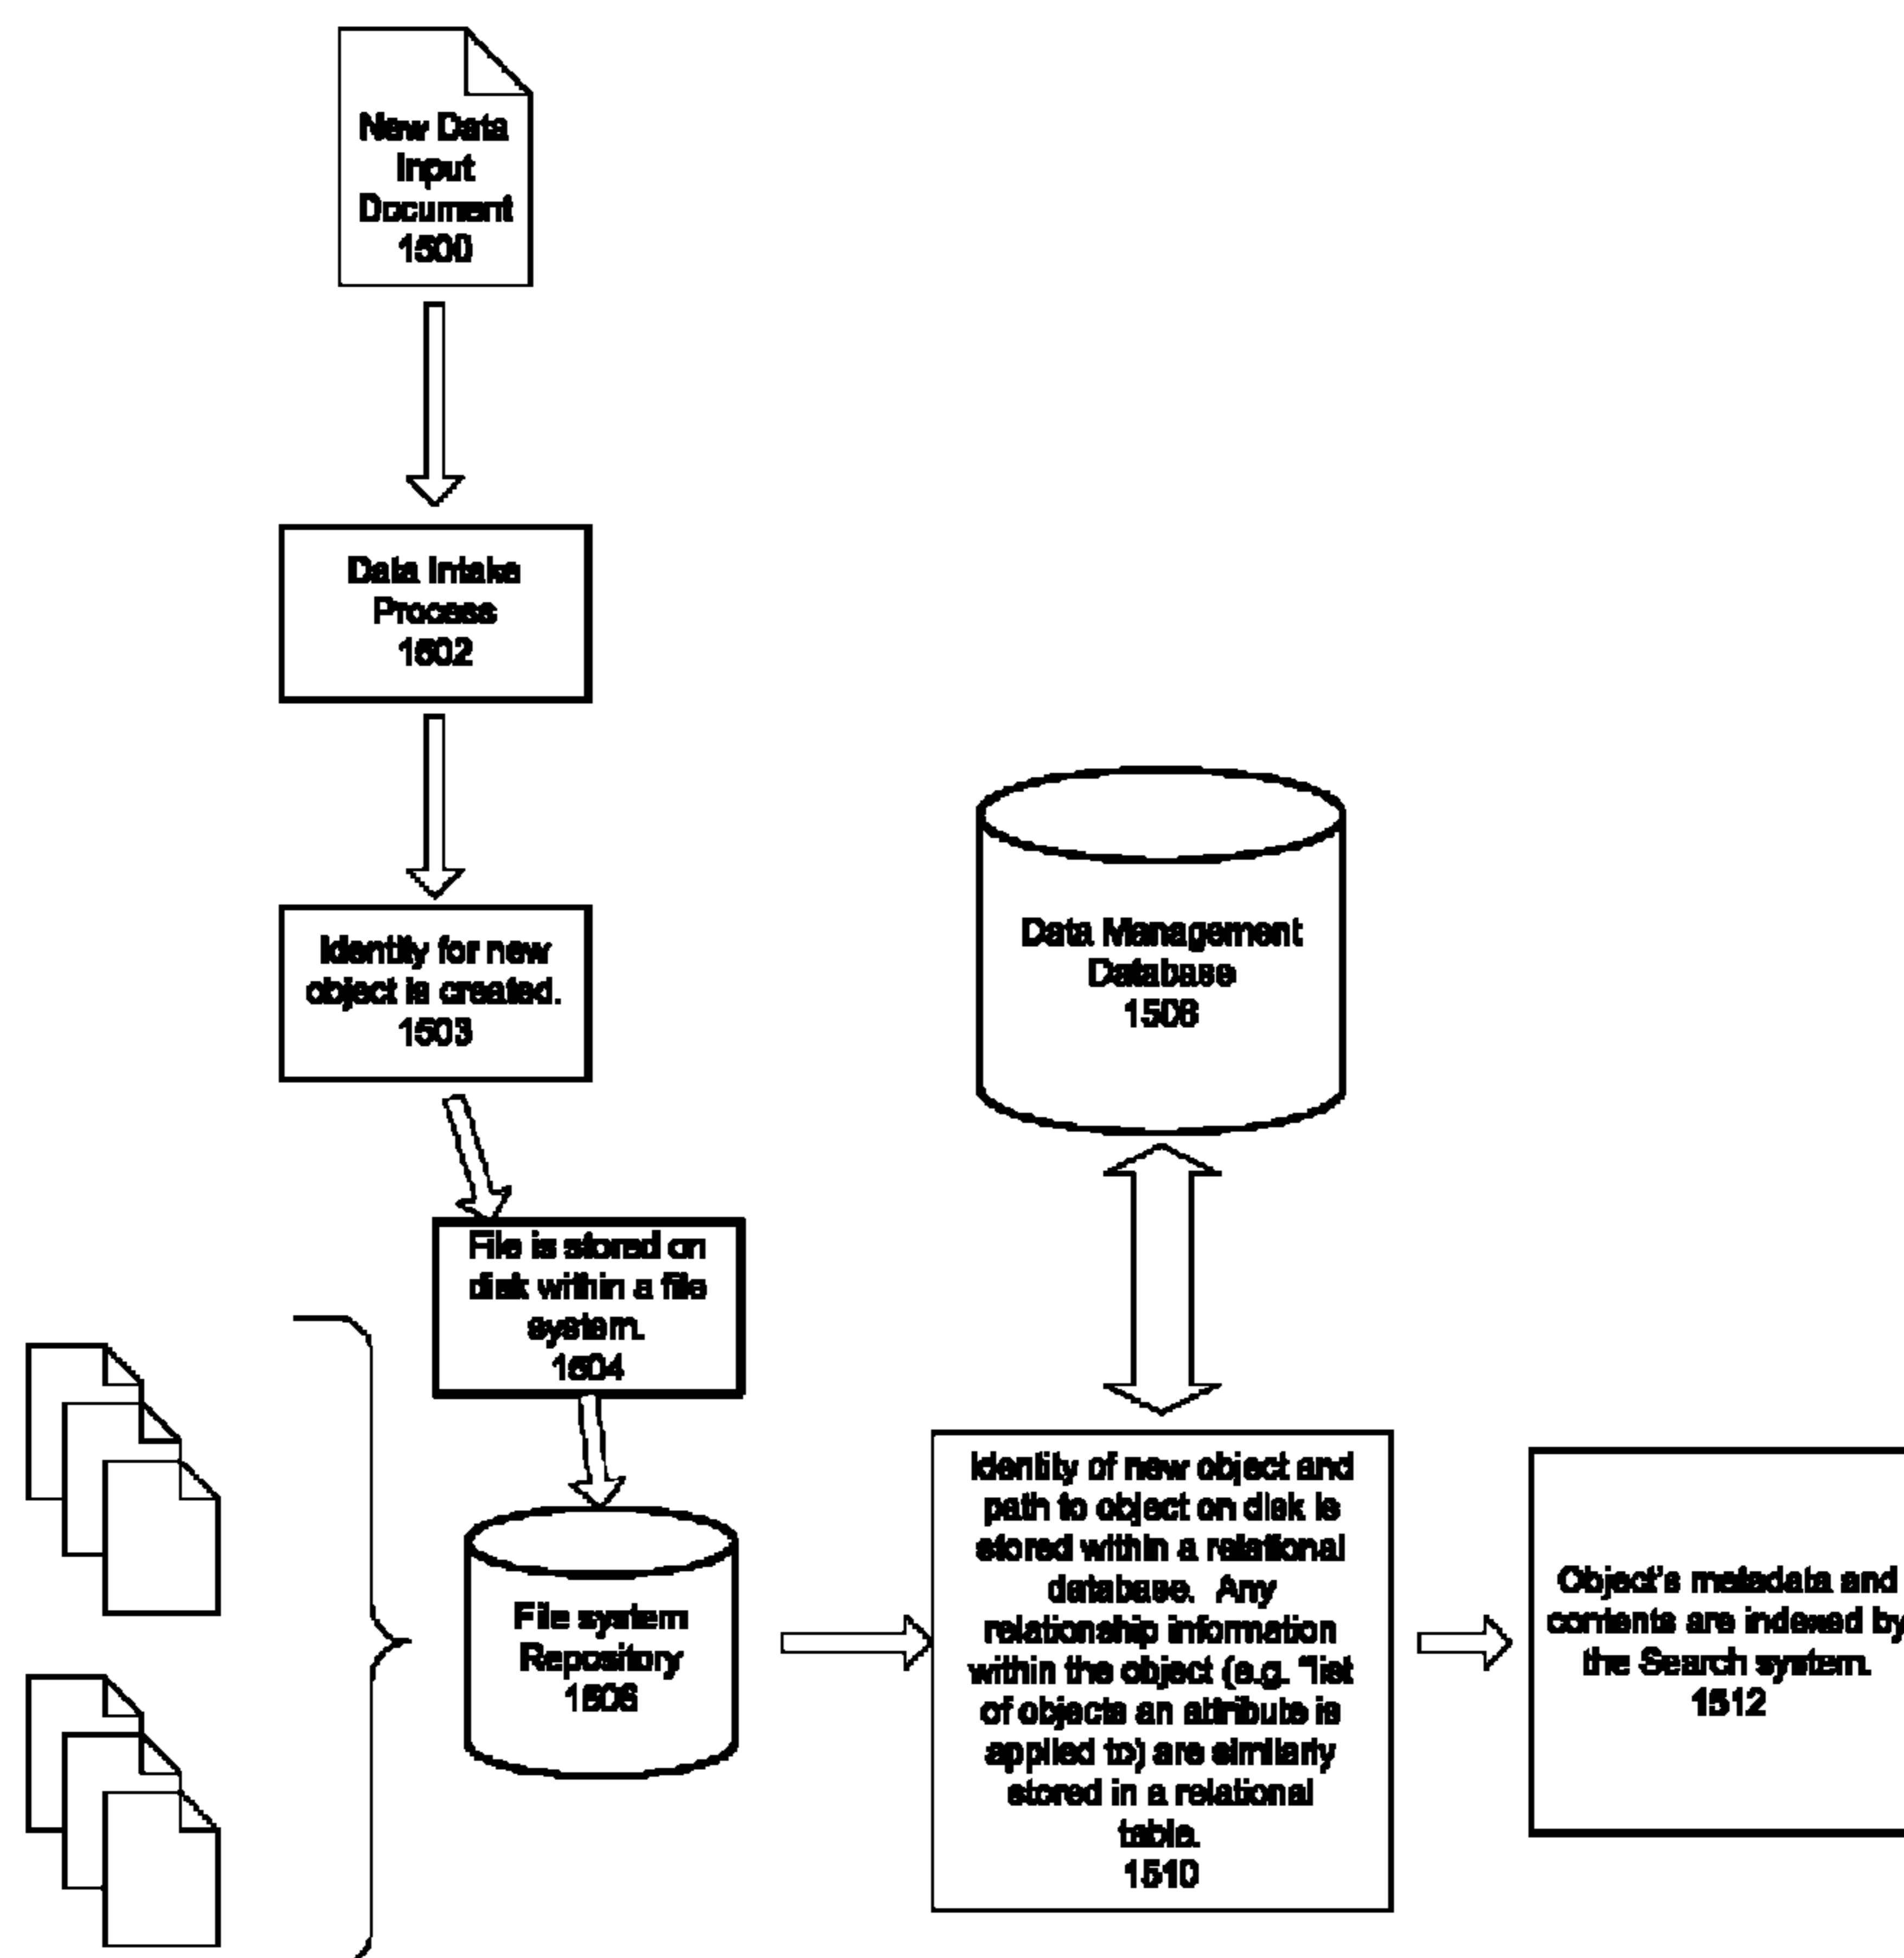 New Data
Input
Document
1500
Data Intake
Process
1502
Identity for new
object is created.
1503
File is stored on
disk within a file
system.
1504
File system
Repository
1506
Data Management
Database
1508
Identity of new object and
path to object on disk is
stored within a relational
database. Any
relationship information
within the object (e.g. "list
of objects an attribute is
applied to) are similarly
stored in a relational
table.
1510
Object's metadata and
contents are indexed by
the Search system.
1512